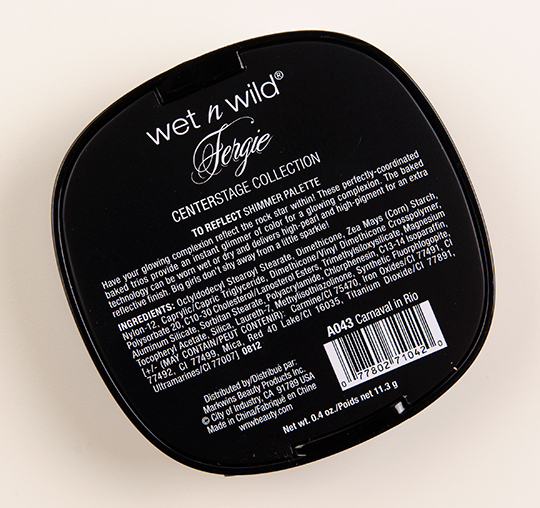 wet n wild®
Fergie
CENTERSTAGE COLLECTION
TO REFLECT SHIMMER PALETTE
Have your glowing complexion reflect the rock star within! These perfectly-coordinated
baked trios provide an instant glimmer of color for a glowing complexion. The baked
technology can be worn wet or dry and delivers high-pearl and high-pigment for an extra
reflective finish. Big girls don't shy away from a little sparkle!
INGREDIENTS: Octyldodecyl Stearoyl Stearate, Dimethicone, Zea Mays (Corn) Starch,
Nylon-12, Caprylic/Capric Triglyceride, Dimethicone/Vinyl Dimethicone Crosspolymer,
Polysorbate 20, C10-30 Cholesterol/Lanosterol Esters, Trimethylsiloxysilicate, Magnesium
Aluminum Silicate, Sorbitan Stearate, Polyacrylamide, Chlorphenesin, C13-14 Isoparaffin,
Tocopheryl Acetate, Silica, Laureth-7, Methylisothiazolinone, Synthetic Fluorphlogopite
[+/- (MAY CONTAIN/PEUT CONTENIR): Carmine/CI 75470, Iron Oxides/CI 77491, CI
77492, CI 77499, Mica, Red 40 Lake/CI 16035, Titanium Dioxide/CI 77891,
Ultramarines/CI 77007] 0812
A043 Carnaval in Rio
Distributed by/Distribué par:
Markwins Beauty Products Inc.
© City of Industry, CA 91789 USA
Made in China/Fabriqué en Chine
wnwbeauty.com
0 77802 71042 0
Net wt. 0.4 oz./Poids net 11.3 g